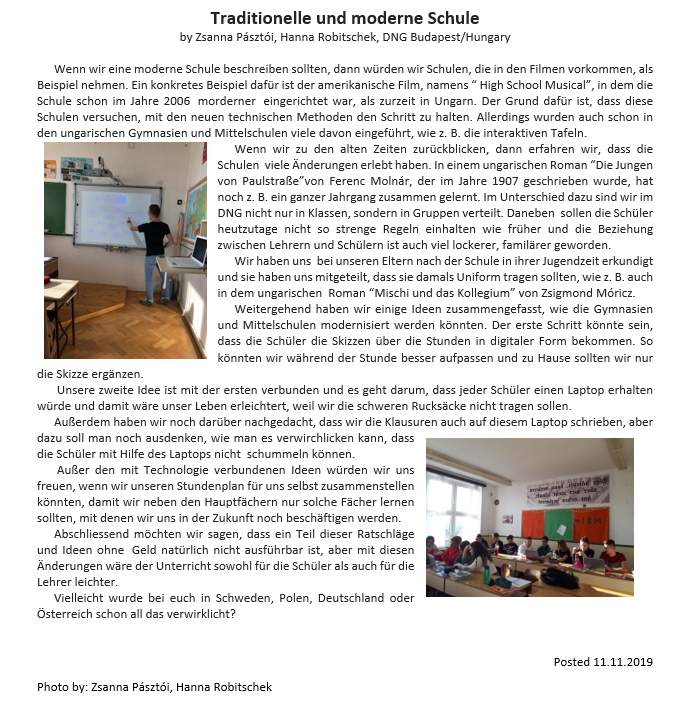 Traditionelle und moderne Schule
by Zsanna Pásztói, Hanna Robitschek, DNG Budapest/Hungary
Wenn wir eine moderne Schule beschreiben sollten, dann würden wir Schulen, die in den Filmen vorkommen, als
Beispiel nehmen. Ein konkretes Beispiel dafür ist der amerikanische Film, namens “ High School Musical”, in dem die
Schule schon im Jahre 2006 morderner eingerichtet war, als zurzeit in Ungarn. Der Grund dafür ist, dass diese
Schulen versuchen, mit den neuen technischen Methoden den Schritt zu halten. Allerdings wurden auch schon in
den ungarischen Gymnasien und Mittelschulen viele davon eingeführt, wie z. B. die interaktiven Tafeln.
Wenn wir zu den alten Zeiten zurückblicken, dann erfahren wir, dass die
Schulen viele Änderungen erlebt haben. In einem ungarischen Roman “Die Jungen
von Paulstraße”von Ferenc Molnár, der im Jahre 1907 geschrieben wurde, hat
noch z. B. ein ganzer Jahrgang zusammen gelernt. Im Unterschied dazu sind wir im
DNG nicht nur in Klassen, sondern in Gruppen verteilt. Daneben sollen die Schüler
heutzutage nicht so strenge Regeln einhalten wie früher und die Beziehung
zwischen Lehrern und Schülern ist auch viel lockerer, familärer geworden.
Wir haben uns bei unseren Eltern nach der Schule in ihrer Jugendzeit erkundigt
und sie haben uns mitgeteilt, dass sie damals Uniform tragen sollten, wie z. B. auch
in dem ungarischen Roman “Mischi und das Kollegium” von Zsigmond Móricz.
Weitergehend haben wir einige Ideen zusammengefasst, wie die Gymnasien
und Mittelschulen modernisiert werden könnten. Der erste Schritt könnte sein,
dass die Schüler die Skizzen über die Stunden in digitaler Form bekommen. So
könnten wir während der Stunde besser aufpassen und zu Hause sollten wir nur
die Skizze ergänzen.
Unsere zweite Idee ist mit der ersten verbunden und es geht darum, dass jeder Schüler einen Laptop erhalten
würde und damit wäre unser Leben erleichtert, weil wir die schweren Rucksäcke nicht tragen sollen.
Außerdem haben wir noch darüber nachgedacht, dass wir die Klausuren auch auf diesem Laptop schrieben, aber
dazu soll man noch ausdenken, wie man es verwirchlicken kann, dass
die Schüler mit Hilfe des Laptops nicht schummeln können.
Außer den mit Technologie verbundenen Ideen würden wir uns
freuen, wenn wir unseren Stundenplan für uns selbst zusammenstellen
könnten, damit wir neben den Hauptfächern nur solche Fächer lernen
sollten, mit denen wir uns in der Zukunft noch beschäftigen werden.
Abschliessend möchten wir sagen, dass ein Teil dieser Ratschläge
und Ideen ohne Geld natürlich nicht ausführbar ist, aber mit diesen
Änderungen wäre der Unterricht sowohl für die Schüler als auch für die
Lehrer leichter.
Vielleicht wurde bei euch in Schweden, Polen, Deutschland oder
Österreich schon all das verwirklicht?
Posted 11.11.2019
Photo by: Zsanna Pásztói, Hanna Robitschek